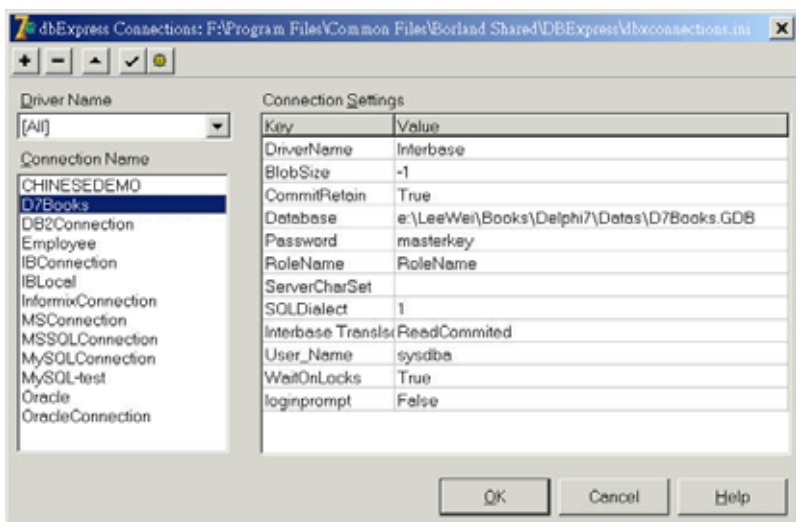 dbExpress Connections: F:\Program Files\Common Files\Borland Shared\DBExpress\dbxconnections.ini
Driver Name
[All]
Connection Name
CHINESEDEMO
D7Books
DB2Connection
Employee
IBConnection
IBLocal
InformixConnection
MSConnection
MSSQLConnection
MySQLConnection
MySQL-test
Oracle
OracleConnection
Connection Settings
Key Value
DriverName Interbase
BlobSize -1
CommitRetain True
Database e:\LeeWei\Books\Delphi7\Datas\D7Books.GDB
Password masterkey
RoleName RoleName
ServerCharSet
SQLDialect 1
Interbase TransIs ReadCommited
User_Name sysdba
WaitOnLocks True
loginprompt False
OK Cancel Help